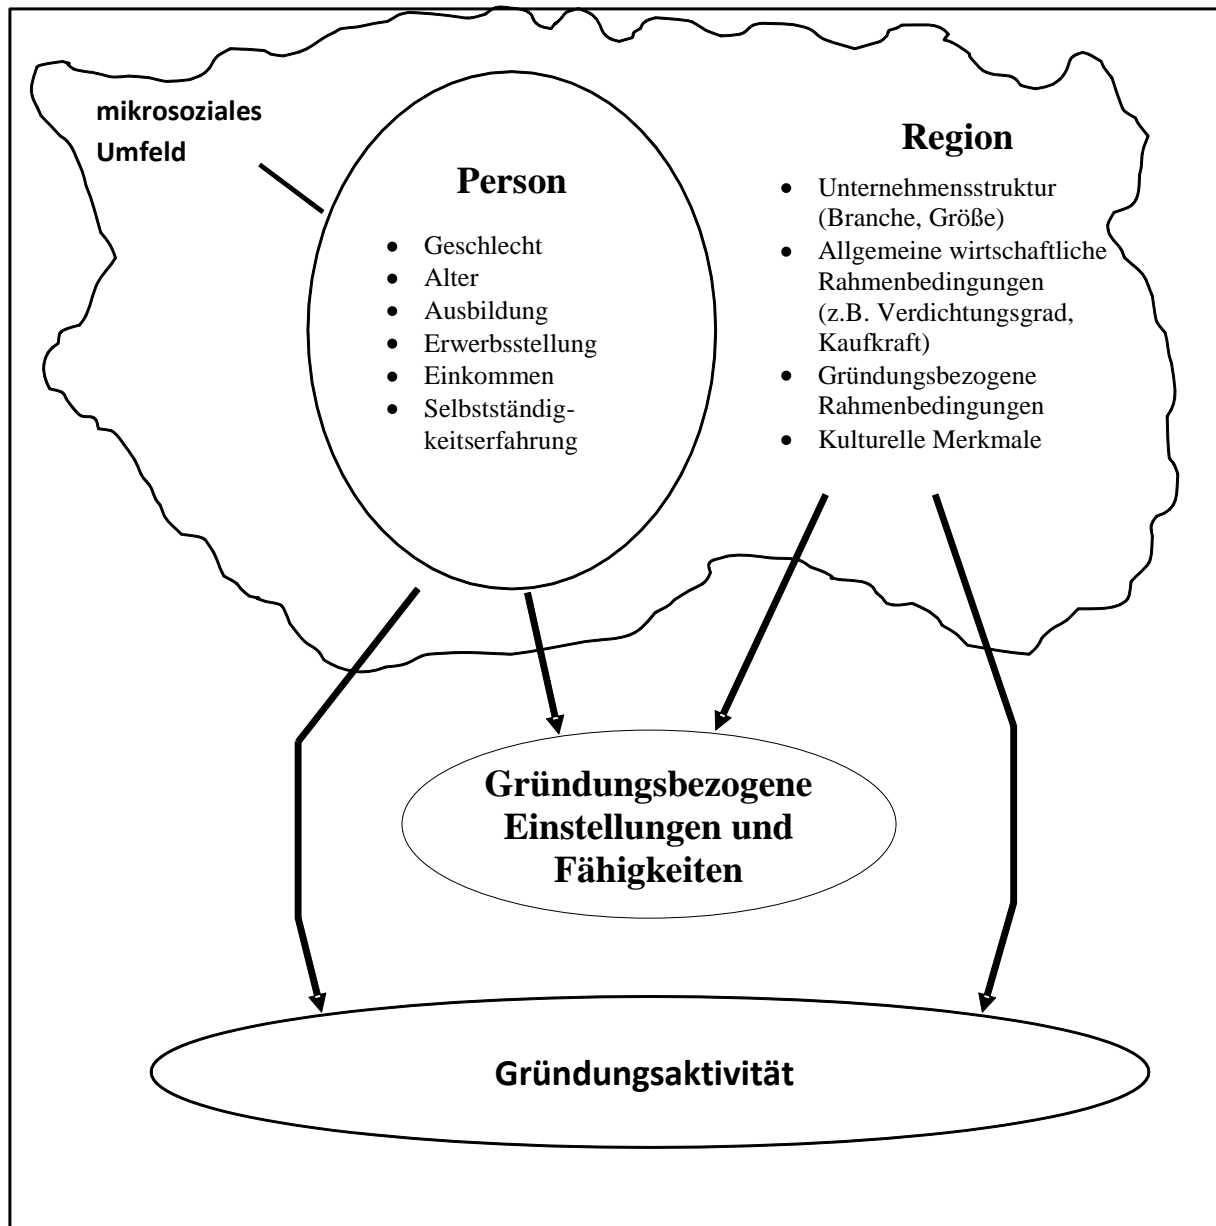 mikrosoziales
Umfeld
Person
• Geschlecht
• Alter
• Ausbildung
• Erwerbsstellung
• Einkommen
• Selbstständig-
keitserfahrung
Region
• Unternehmensstruktur
(Branche, Größe)
• Allgemeine wirtschaftliche
Rahmenbedingungen
(z.B. Verdichtungsgrad,
Kaufkraft)
• Gründungsbezogene
Rahmenbedingungen
• Kulturelle Merkmale
Gründungsbezogene
Einstellungen und
Fähigkeiten
Gründungsaktivität